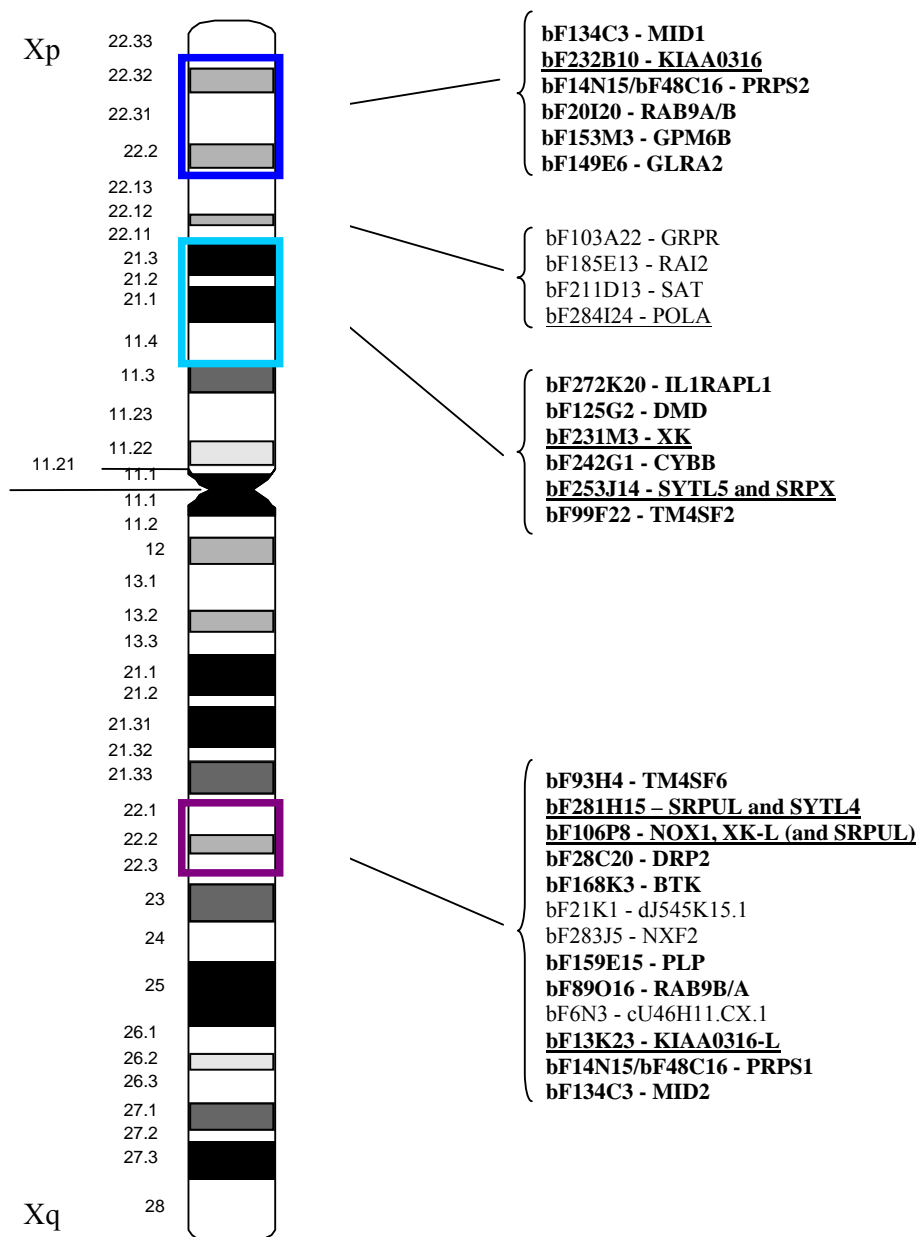 Xp
22.33
22.32
22.31
22.2
22.13
22.12
22.11
21.3
21.2
21.1
11.4
11.3
11.23
11.22
11.21
11.1
11.1
11.2
12
13.1
13.2
13.3
21.1
21.2
21.31
21.32
21.33
22.1
22.2
22.3
23
24
25
26.1
26.2
26.3
27.1
27.2
27.3
28
Xq
bF134C3 - MID1
bF232B10 - KIAA0316
bF14N15/bF48C16 - PRPS2
bF20I20 - RAB9A/B
bF153M3 - GPM6B
bF149E6 - GLRA2
bF103A22 - GRPR
bF185E13 - RAI2
bF211D13 - SAT
bF284I24 - POLA
bF272K20 - IL1RAPL1
bF125G2 - DMD
bF231M3 - XK
bF242G1 - CYBB
bF253J14 - SYTL5 and SRPX
bF99F22 - TM4SF2
bF93H4 - TM4SF6
bF281H15 – SRPUL and SYTL4
bF106P8 - NOX1, XK-L (and SRPUL)
bF28C20 - DRP2
bF168K3 - BTK
bF21K1 - dJ545K15.1
bF283J5 - NXF2
bF159E15 - PLP
bF89O16 - RAB9B/A
bF6N3 - cU46H11.CX.1
bF13K23 - KIAA0316-L
bF14N15/bF48C16 - PRPS1
bF134C3 - MID2